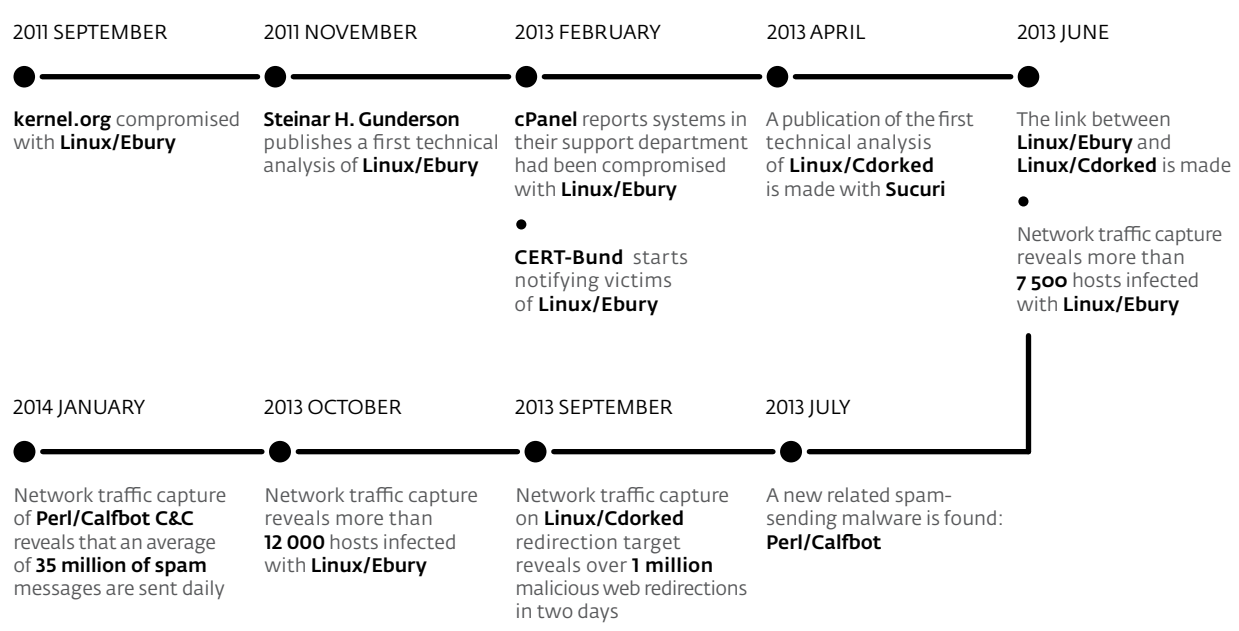 2011 SEPTEMBER
kernel.org compromised
with Linux/Ebury
2011 NOVEMBER
Steinar H. Gunderson
publishes a first technical
analysis of Linux/Ebury
2013 FEBRUARY
cPanel reports systems in
their support department
had been compromised
with Linux/Ebury
CERT-Bund starts
notifying victims
of Linux/Ebury
2013 APRIL
A publication of the first
technical analysis
of Linux/Cdorked
is made with Sucuri
2013 JUNE
The link between
Linux/Ebury and
Linux/Cdorked is made
Network traffic capture
reveals more than
7 500 hosts infected
with Linux/Ebury
2013 JULY
A new related spam-
sending malware is found:
Perl/Calfbot
2013 SEPTEMBER
Network traffic capture
on Linux/Cdorked
redirection target
reveals over 1 million
malicious web redirections
in two days
2013 OCTOBER
Network traffic capture
reveals more than
12 000 hosts infected
with Linux/Ebury
2014 JANUARY
Network traffic capture
of Perl/Calfbot C&C
reveals that an average
of 35 million of spam
messages are sent daily